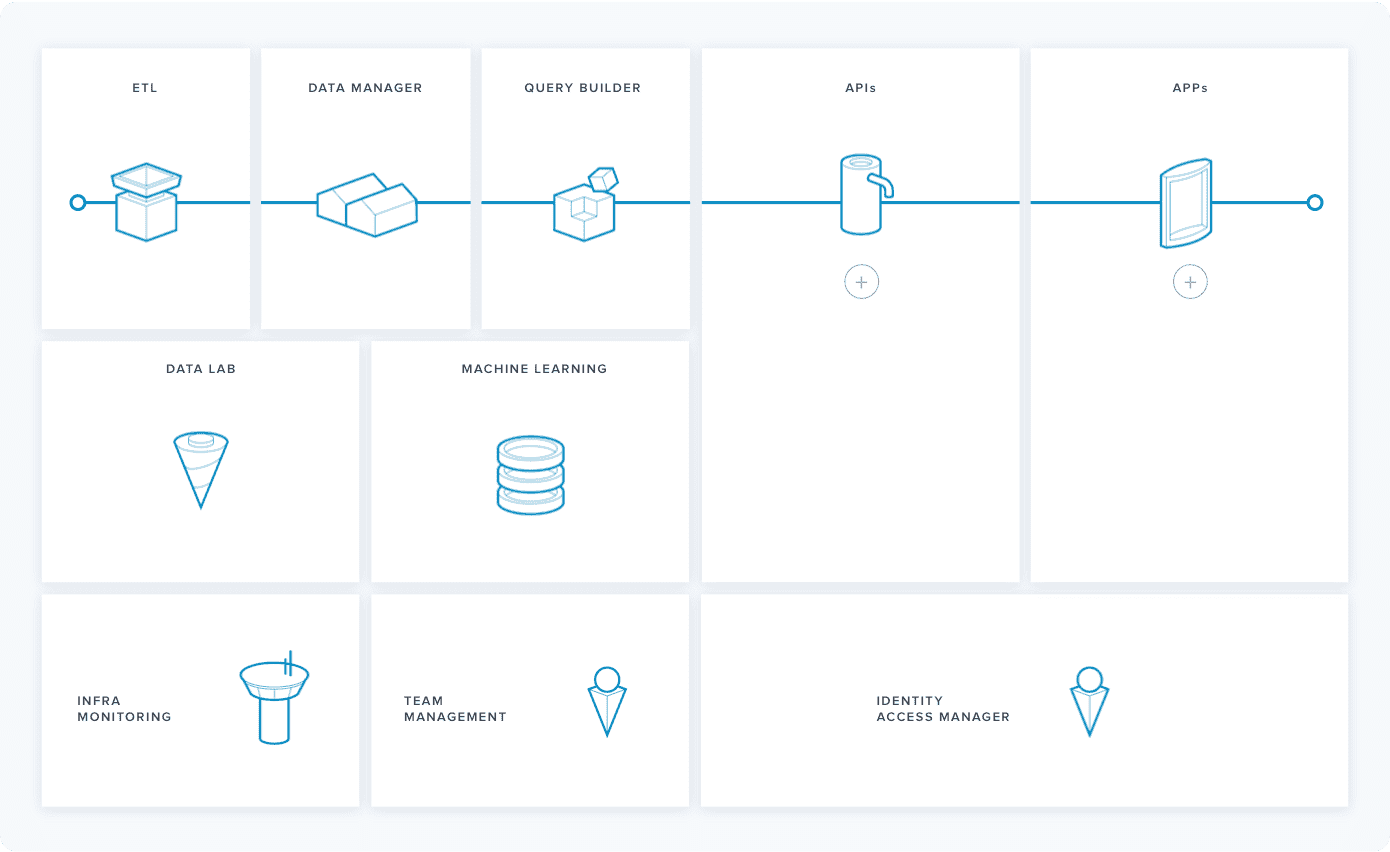 ETL
DATA MANAGER
QUERY BUILDER
APIs
APPs
DATA LAB
MACHINE LEARNING
INFRA
MONITORING
TEAM
MANAGEMENT
IDENTITY
ACCESS MANAGER